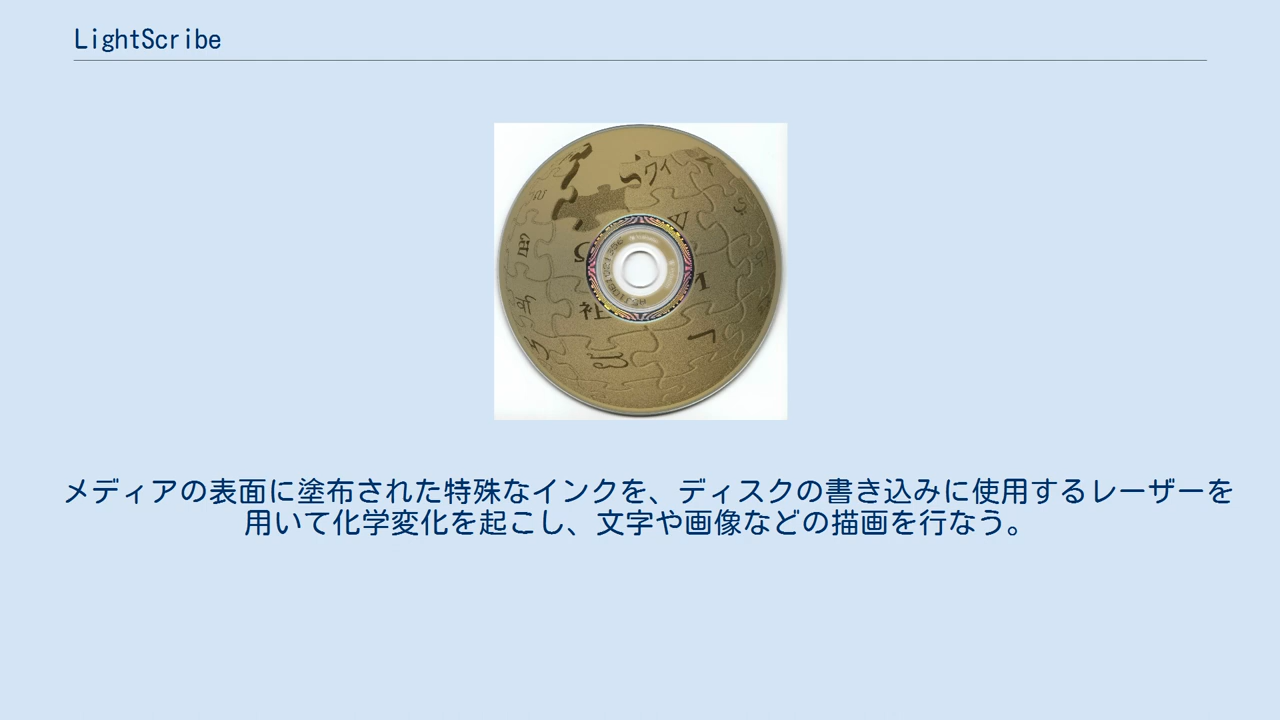 LightScribe
ワィ
Ω
W
И
祖
メディアの表面に塗布された特殊なインクを、ディスクの書き込みに使用するレーザーを
用いて化学変化を起こし、文字や画像などの描画を行なう。